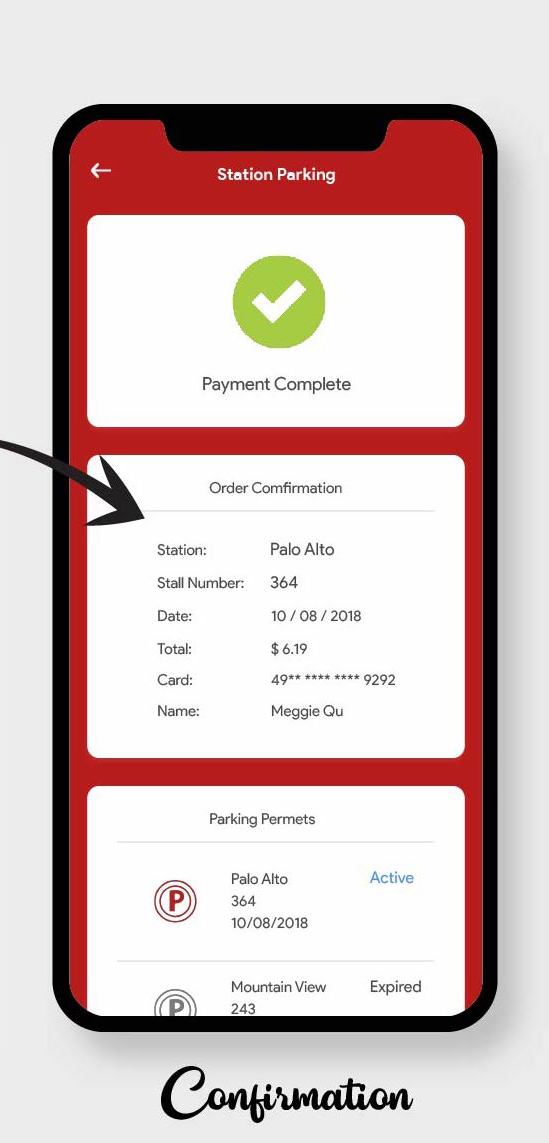 Station Parking
Payment Complete
Order Comfirmation
Station: Palo Alto
Stall Number: 364
Date: 10 / 08 / 2018
Total: $ 6.19
Card: 49** **** **** 9292
Name: Meggie Qu
Parking Permets
P
Palo Alto Active
364
10/08/2018
P
Mountain View Expired
243
Confirmation